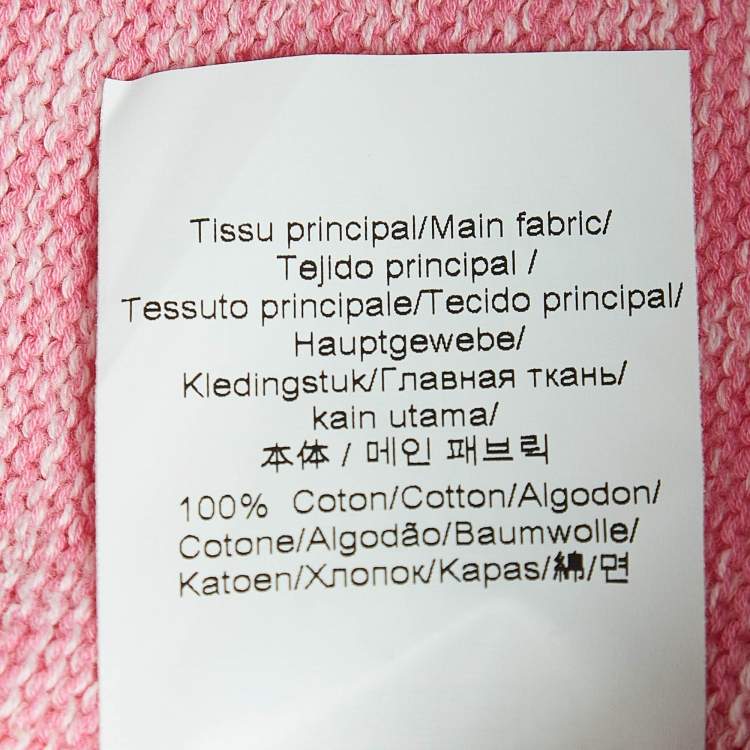 Tissu principal/Main fabric/
Tejido principal /
Tessuto principale/Tecido principal/
Hauptgewebe/
Kledingstuk/Главная ткань/
kain utama/
本体 / 메인 패브릭
100% Coton/Cotton/Algodon/
Cotone/Algodão/Baumwolle/
Katoen/Хлопок/Kapas/綿/면